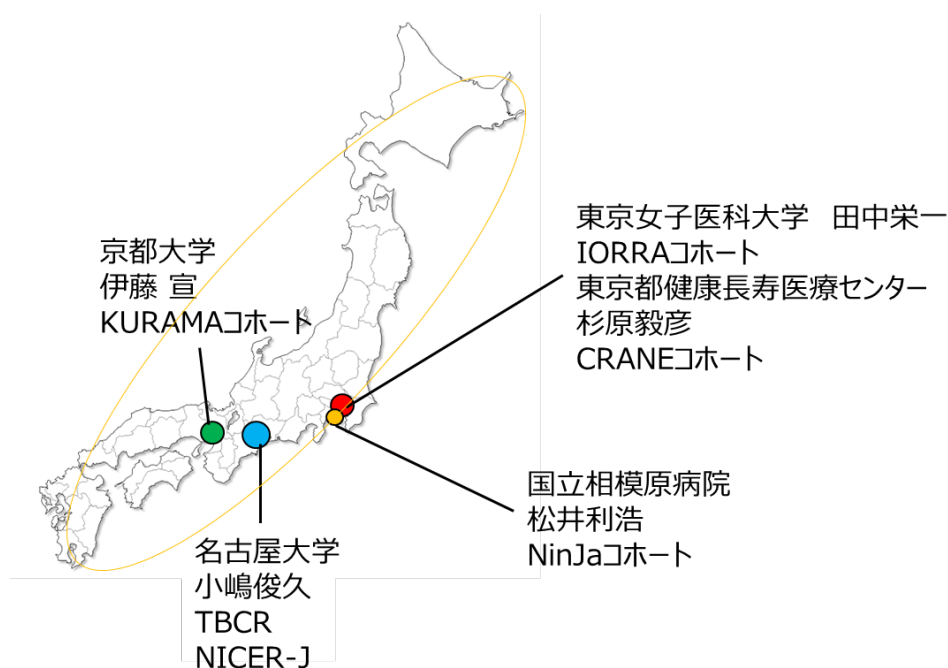 京都大学
伊藤 宣
KURAMAコホート
東京女子医科大学　田中栄一
IORRAコホート
東京都健康長寿医療センター
杉原毅彦
CRANEコホート
国立相模原病院
松井利浩
NinJaコホート
名古屋大学
小嶋俊久
TBCR
NICER-J